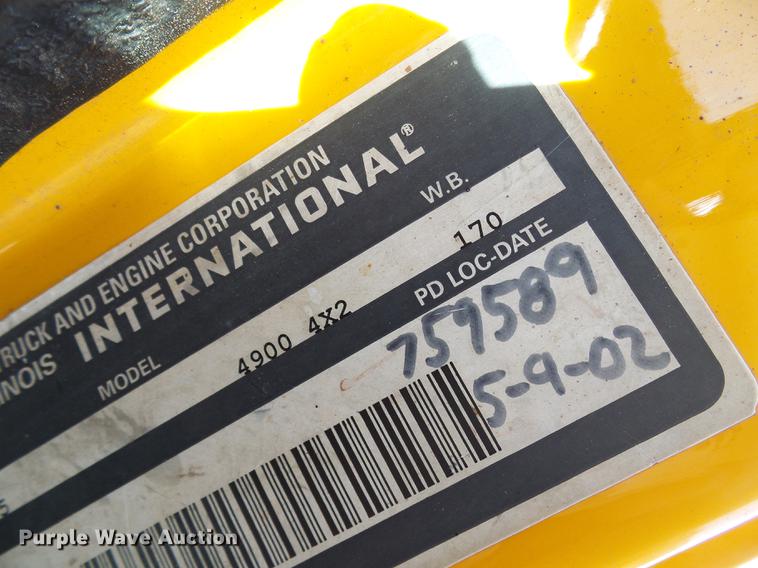 TRUCK AND ENGINE CORPORATION
INTERNATIONAL®
MODEL
W.B.
4900 4X2
170
PD LOC-DATE
759589
5-9-02
Purple Wave Auction